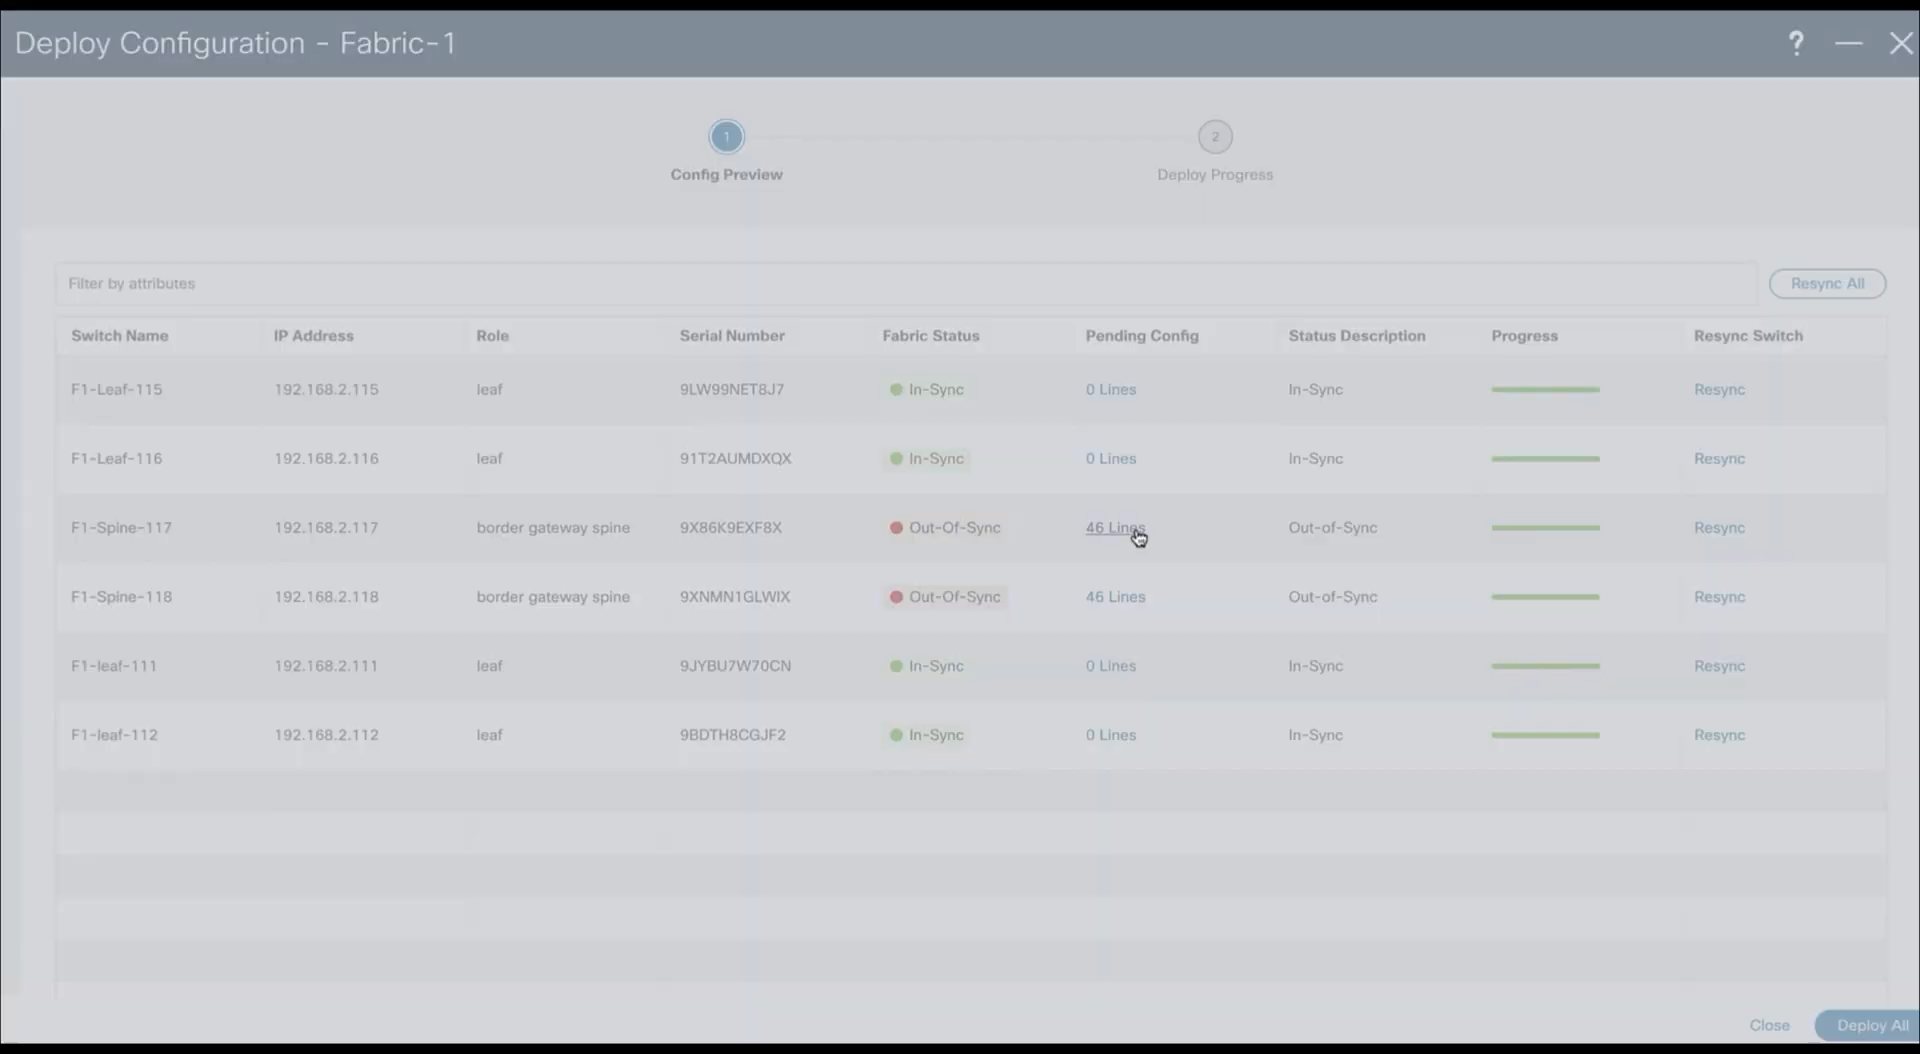 Deploy Configuration - Fabric-1
?
1
2
Config Preview
Deploy Progress
Filter by attributes
Resync All
Switch Name IP Address Role Serial Number Fabric Status Pending Config Status Description Progress Resync Switch
F1-Leaf-115 192.168.2.115 leaf 9LW99NET8J7 In-Sync 0 Lines In-Sync Resync
F1-Leaf-116 192.168.2.116 leaf 91T2AUMDXQX In-Sync 0 Lines In-Sync Resync
F1-Spine-117 192.168.2.117 border gateway spine 9X86K9EXF8X Out-Of-Sync 46 Lines Out-of-Sync Resync
F1-Spine-118 192.168.2.118 border gateway spine 9XNMN1GLWIX Out-Of-Sync 46 Lines Out-of-Sync Resync
F1-leaf-111 192.168.2.111 leaf 9JYBU7W70CN In-Sync 0 Lines In-Sync Resync
F1-leaf-112 192.168.2.112 leaf 9BDTH8CGJF2 In-Sync 0 Lines In-Sync Resync
Close
Deploy All